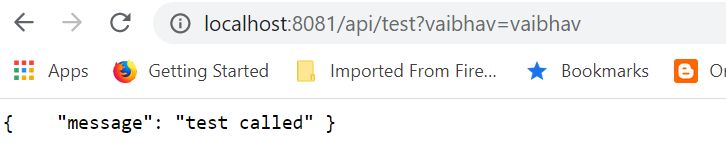 localhost:8081/api/test?vaibhav=vaibhav
Apps Getting Started Imported From Fire... Bookmarks
{    "message": "test called" }